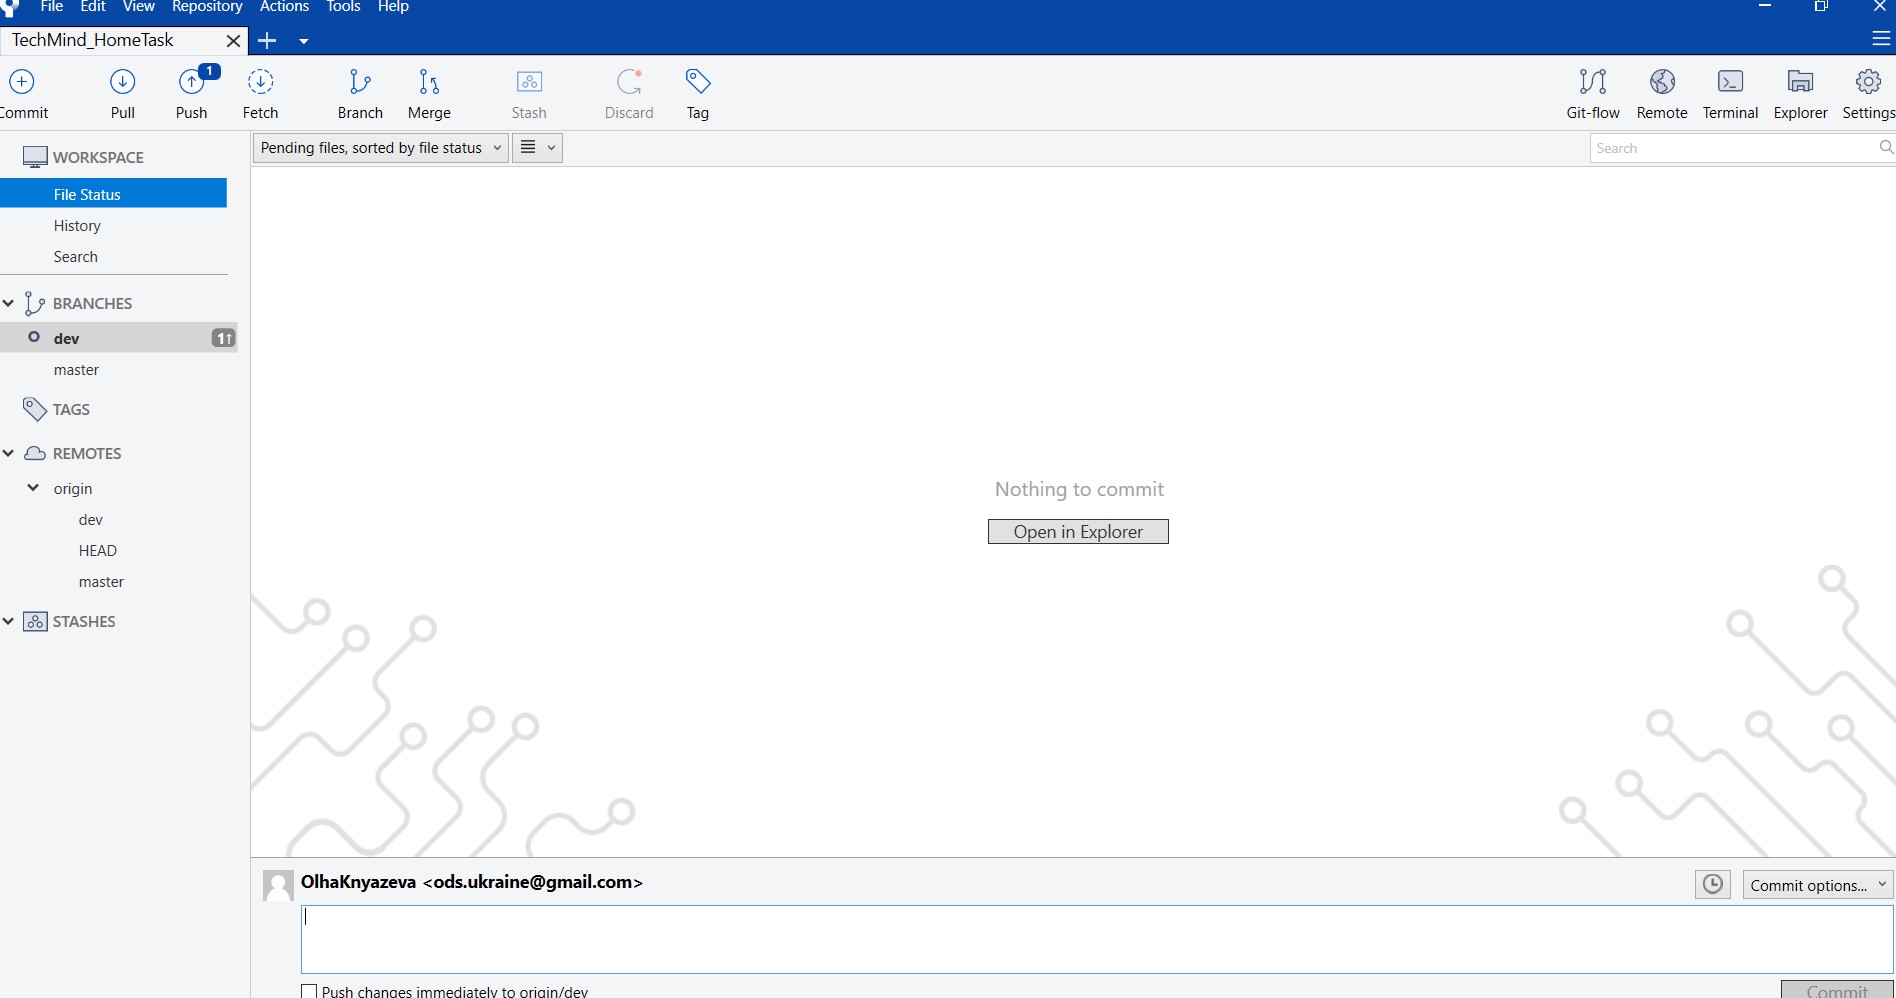 File Edit View Repository Actions Tools Help
TechMind_HomeTask
Commit Pull Push 1 Fetch Branch Merge Stash Discard Tag Git-flow Remote Terminal Explorer Settings
Pending files, sorted by file status
Search
WORKSPACE
File Status
History
Search
BRANCHES
dev 1↑
master
TAGS
REMOTES
origin
dev
HEAD
master
STASHES
Nothing to commit
Open in Explorer
OlhaKnyazeva <ods.ukraine@gmail.com>
Commit options...
Push changes immediately to origin/dev
Commit